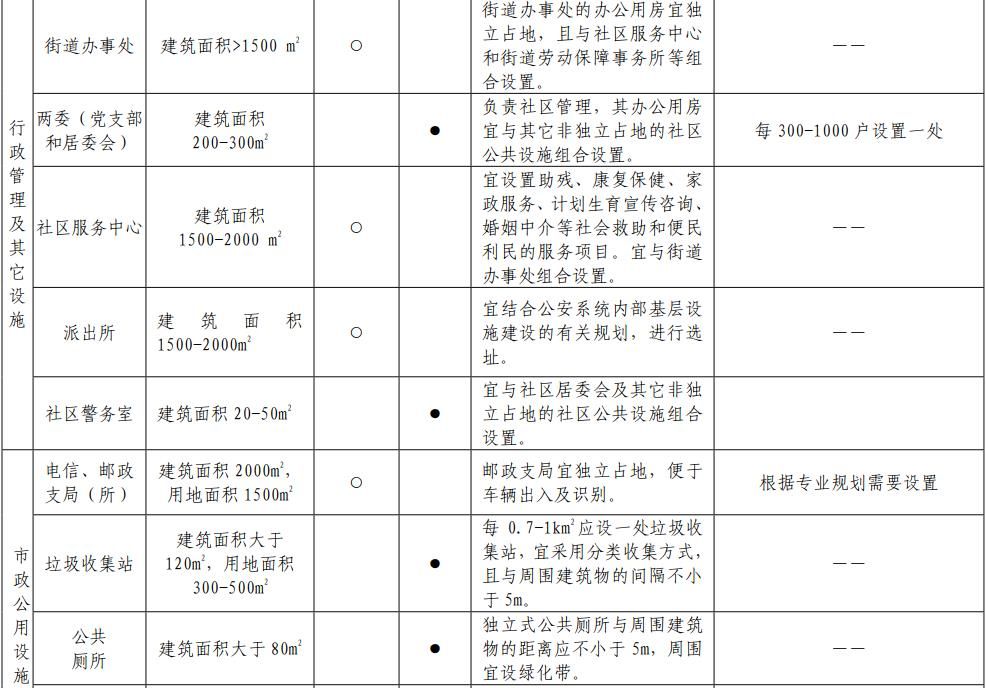 行政管理及其它设施
街道办事处
建筑面积>1500 m²
○
街道办事处的办公用房宜独
立占地，且与社区服务中心
和街道劳动保障事务所等组
合设置。
——
两委（党支部
和居委会）
建筑面积
200-300m²
●
负责社区管理，其办公用房
宜与其它非独立占地的社区
公共设施组合设置。
每 300-1000 户设置一处
社区服务中心
建筑面积
1500-2000 m²
○
宜设置助残、康复保健、家
政服务、计划生育宣传咨询、
婚姻中介等社会救助和便民
利民的服务项目。宜与街道
办事处组合设置。
——
派出所
建筑面积
1500-2000m²
○
宜结合公安系统内部基层设
施建设的有关规划，进行选
址。
——
社区警务室
建筑面积 20-50m²
●
宜与社区居委会及其它非独
立占地的社区公共设施组合
设置。
市政公用设施
电信、邮政
支局（所）
建筑面积 2000m²，
用地面积 1500m²
○
邮政支局宜独立占地，便于
车辆出入及识别。
根据专业规划需要设置
垃圾收集站
建筑面积大于
120m²，用地面积
300-500m²
●
每 0.7-1km²应设一处垃圾收
集站，宜采用分类收集方式，
且与周围建筑物的间隔不小
于 5m。
——
公共
厕所
建筑面积大于 80m²
●
独立式公共厕所与周围建筑
物的距离应不小于 5m，周围
宜设绿化带。
——